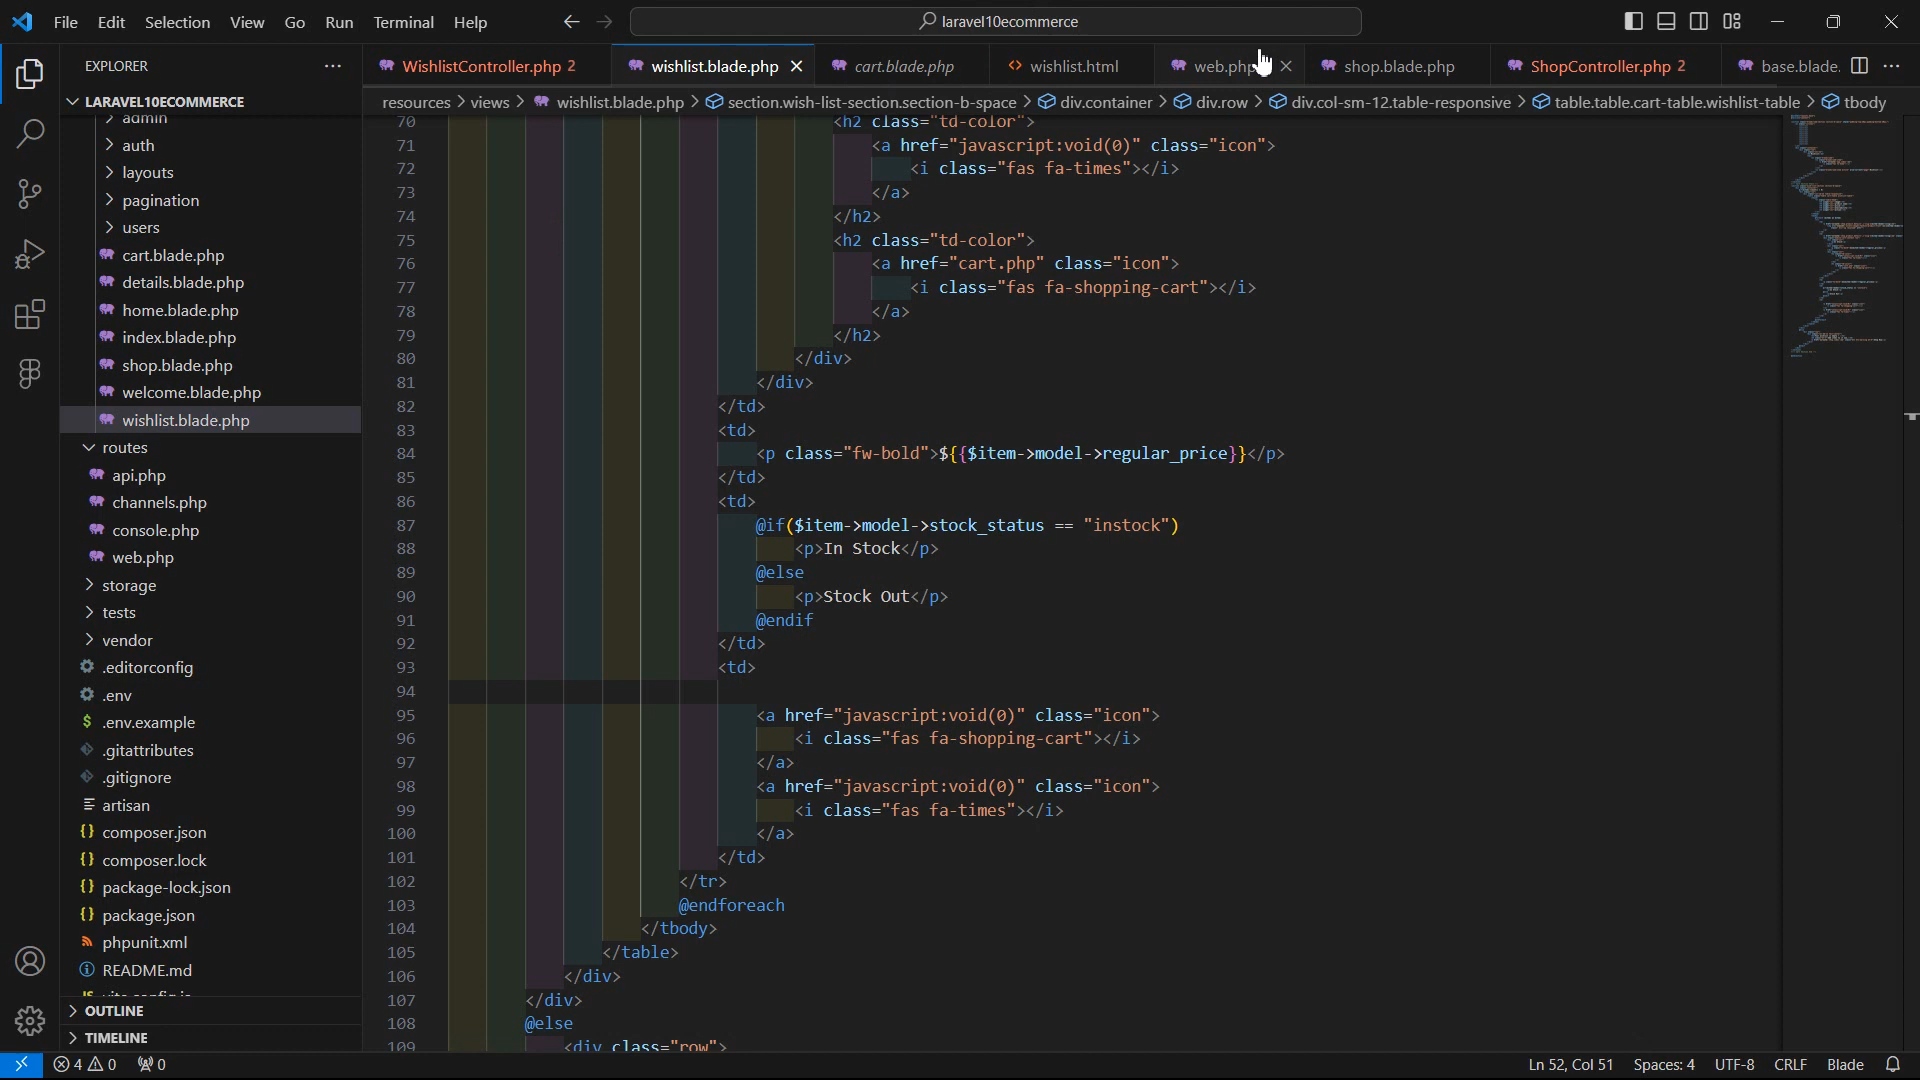 File Edit Selection View Go Run Terminal Help
laravel10ecommerce
EXPLORER
WishlistController.php 2
wishlist.blade.php
cart.blade.php
wishlist.html
web.php
shop.blade.php
ShopController.php 2
base.blade.
LARAVEL10ECOMMERCE
resources > views > wishlist.blade.php > section.wish-list-section.section-b-space > div.container > div.row > div.col-sm-12.table-responsive > table.table.cart-table.wishlist-table > tbody
admin
auth
layouts
pagination
users
cart.blade.php
details.blade.php
home.blade.php
index.blade.php
shop.blade.php
welcome.blade.php
wishlist.blade.php
routes
api.php
channels.php
console.php
web.php
storage
tests
vendor
.editorconfig
.env
.env.example
.gitattributes
.gitignore
artisan
composer.json
composer.lock
package-lock.json
package.json
phpunit.xml
README.md
OUTLINE
TIMELINE
70 <h2 class="td-color">
71 <a href="javascript:void(0)" class="icon">
72 <i class="fas fa-times"></i>
73 </a>
74 </h2>
75 <h2 class="td-color">
76 <a href="cart.php" class="icon">
77 <i class="fas fa-shopping-cart"></i>
78 </a>
79 </h2>
80 </div>
81 </div>
82 </td>
83 <td>
84 <p class="fw-bold">${{$item->model->regular_price}}</p>
85 </td>
86 <td>
87 @if($item->model->stock_status == "instock")
88 <p>In Stock</p>
89 @else
90 <p>Stock Out</p>
91 @endif
92 </td>
93 <td>
94
95 <a href="javascript:void(0)" class="icon">
96 <i class="fas fa-shopping-cart"></i>
97 </a>
98 <a href="javascript:void(0)" class="icon">
99 <i class="fas fa-times"></i>
100 </a>
101 </td>
102 </tr>
103 @endforeach
104 </tbody>
105 </table>
106 </div>
107 </div>
108 @else
109 <div class="row">
4 0 0
Ln 52, Col 51 Spaces: 4 UTF-8 CRLF Blade